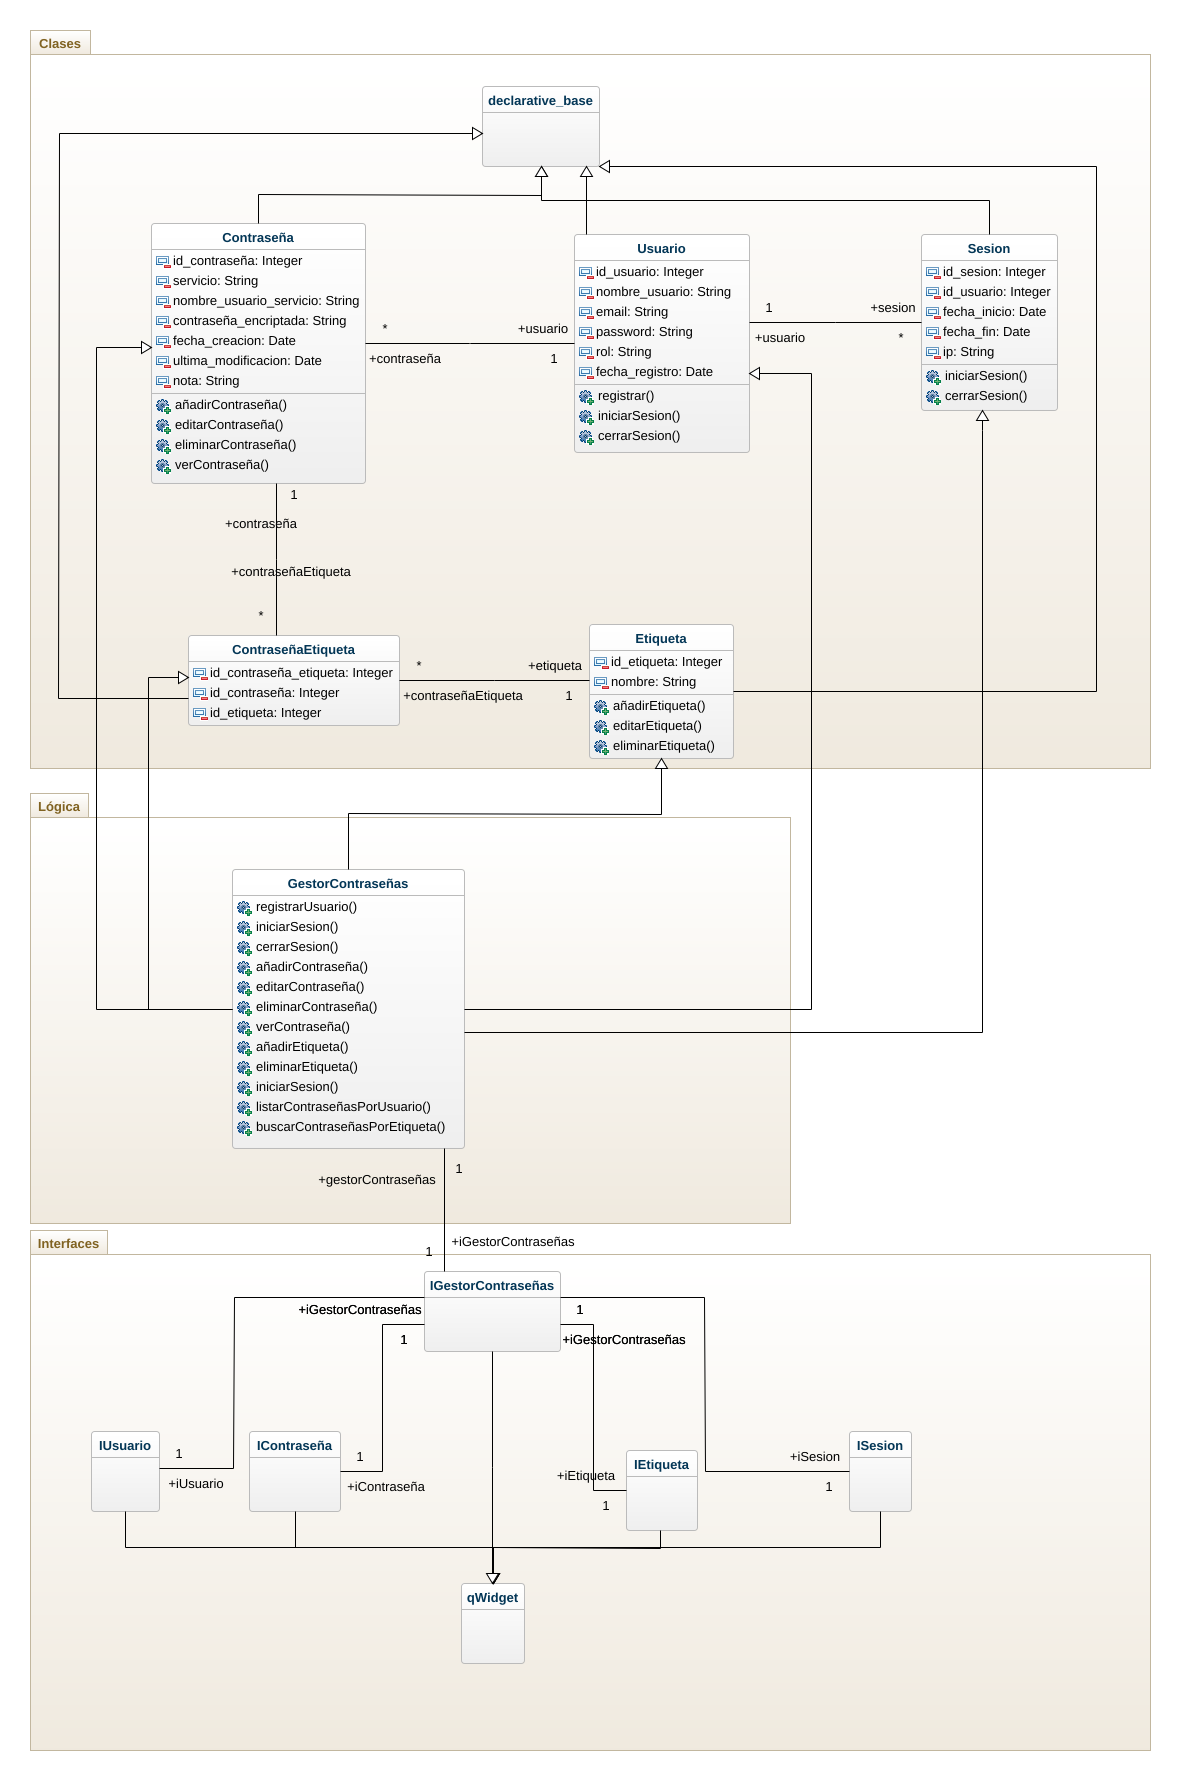 Clases
declarative_base
Contraseña
id_contraseña: Integer
servicio: String
nombre_usuario_servicio: String
contraseña_encriptada: String
fecha_creacion: Date
ultima_modificacion: Date
nota: String
añadirContraseña()
editarContraseña()
eliminarContraseña()
verContraseña()
*
+contraseña
+usuario
1
Usuario
id_usuario: Integer
nombre_usuario: String
email: String
password: String
rol: String
fecha_registro: Date
registrar()
iniciarSesion()
cerrarSesion()
1
+usuario
+sesion
*
Sesion
id_sesion: Integer
id_usuario: Integer
fecha_inicio: Date
fecha_fin: Date
ip: String
iniciarSesion()
cerrarSesion()
1
+contraseña
+contraseñaEtiqueta
*
ContraseñaEtiqueta
id_contraseña_etiqueta: Integer
id_contraseña: Integer
id_etiqueta: Integer
*
+contraseñaEtiqueta
+etiqueta
1
Etiqueta
id_etiqueta: Integer
nombre: String
añadirEtiqueta()
editarEtiqueta()
eliminarEtiqueta()
Lógica
GestorContraseñas
registrarUsuario()
iniciarSesion()
cerrarSesion()
añadirContraseña()
editarContraseña()
eliminarContraseña()
verContraseña()
añadirEtiqueta()
eliminarEtiqueta()
iniciarSesion()
listarContraseñasPorUsuario()
buscarContraseñasPorEtiqueta()
1
+gestorContraseñas
Interfaces
+iGestorContraseñas
1
IGestorContraseñas
+iGestorContraseñas
1
1
+iGestorContraseñas
IUsuario
1
+iUsuario
IContraseña
1
+iContraseña
+iEtiqueta
1
IEtiqueta
+iSesion
1
ISesion
qWidget